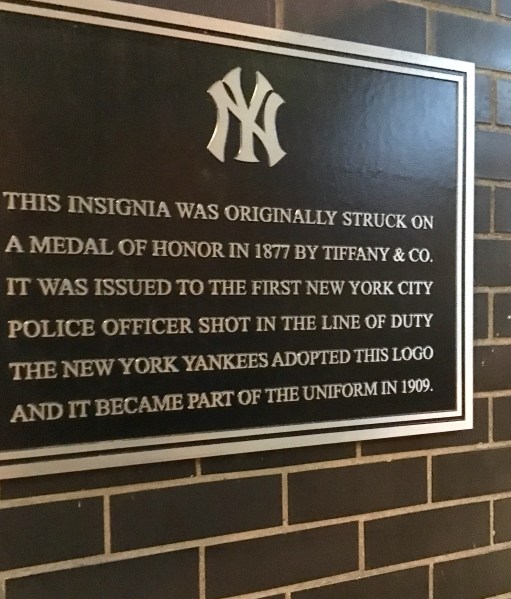 NY
THIS INSIGNIA WAS ORIGINALLY STRUCK ON
A MEDAL OF HONOR IN 1877 BY TIFFANY & CO.
IT WAS ISSUED TO THE FIRST NEW YORK CITY
POLICE OFFICER SHOT IN THE LINE OF DUTY
THE NEW YORK YANKEES ADOPTED THIS LOGO
AND IT BECAME PART OF THE UNIFORM IN 1909.